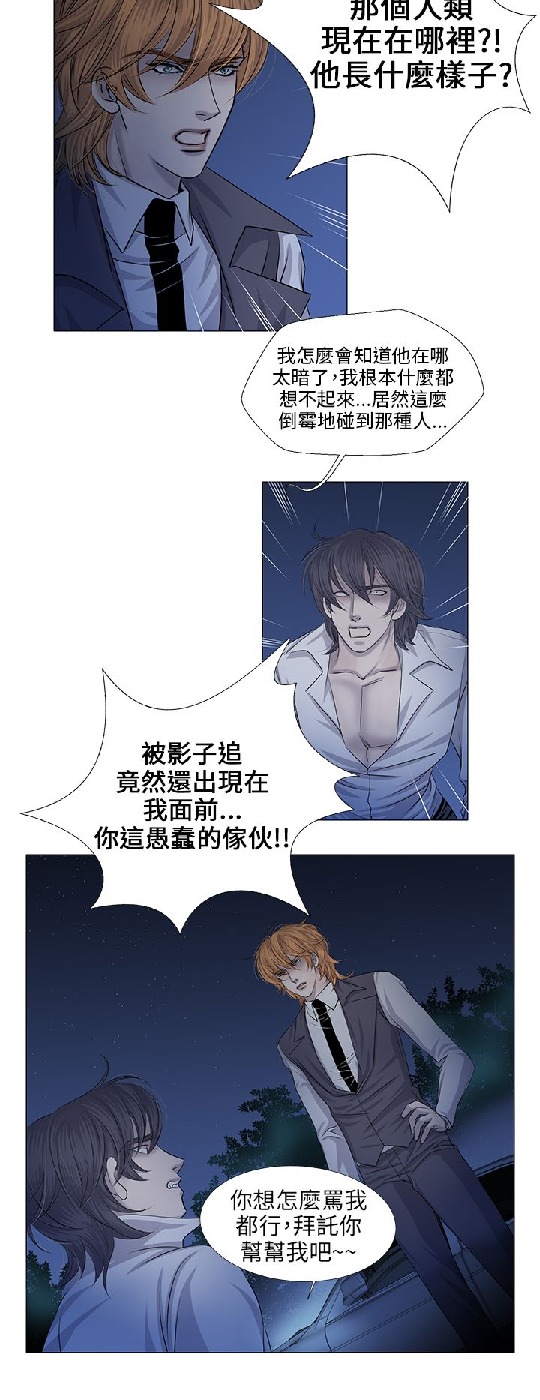 那個人類
現在在哪裡?!
他長什麼樣子?
我怎麼會知道他在哪
太暗了,我根本什麼都
想不起來...居然這麼
倒霉地碰到那種人...
被影子追
竟然還出現在
我面前...
你這愚蠢的傢伙!!
你想怎麼罵我
都行,拜託你
幫幫我吧~~